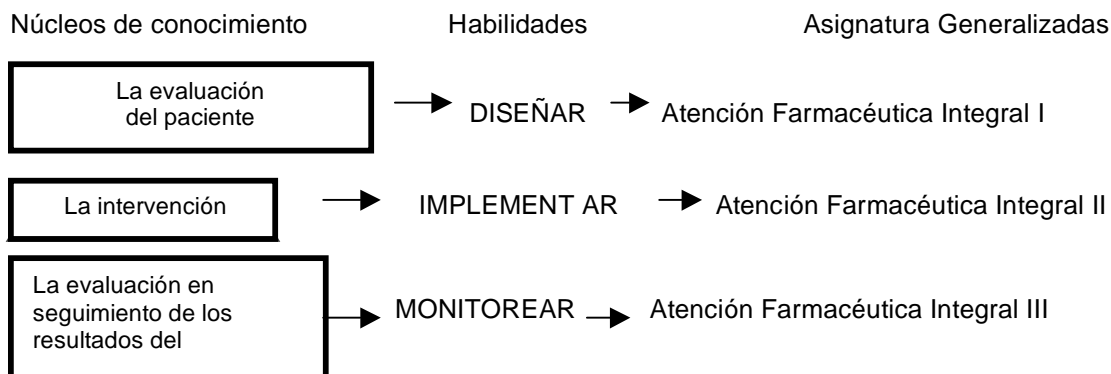 Núcleos de conocimiento Habilidades Asignatura Generalizadas
La evaluación
del paciente
DISEÑAR Atención Farmacéutica Integral I
La intervención IMPLEMENT AR Atención Farmacéutica Integral II
La evaluación en
seguimiento de los
resultados del
MONITOREAR Atención Farmacéutica Integral III